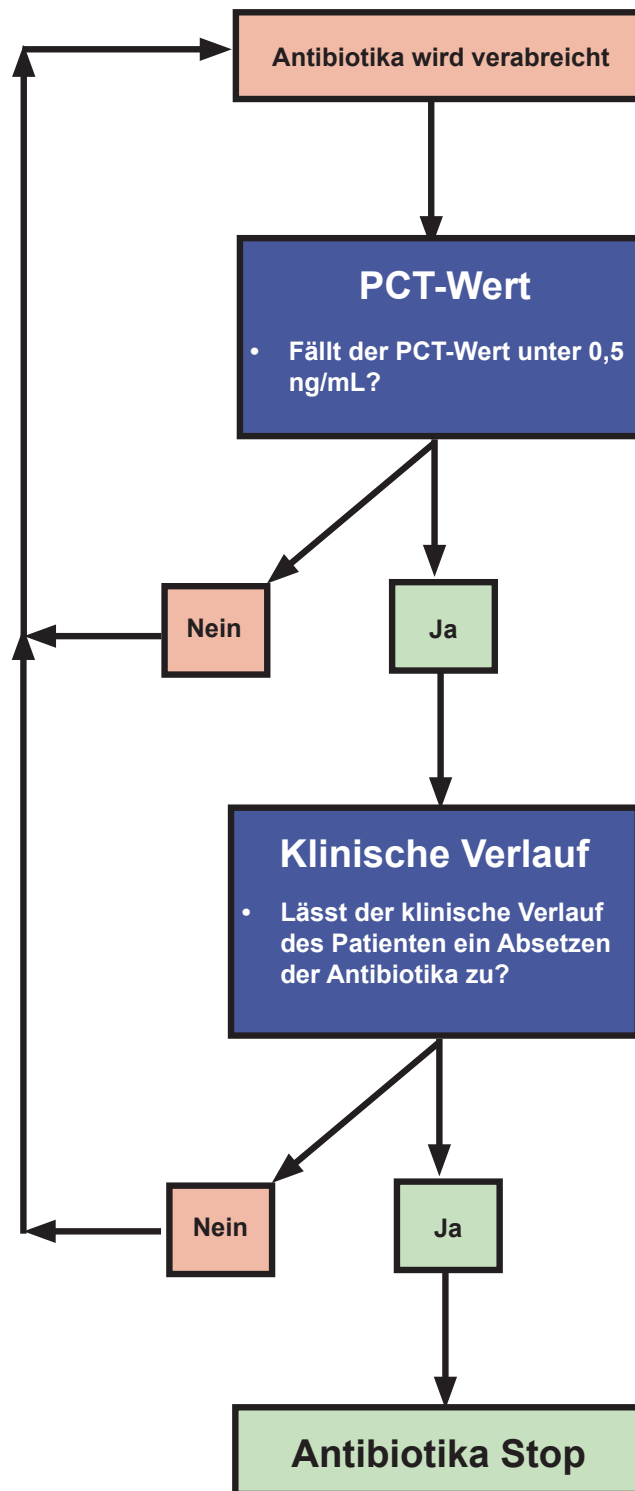 Antibiotika wird verabreicht
PCT-Wert
• Fällt der PCT-Wert unter 0,5
ng/mL?
Nein
Ja
Klinische Verlauf
• Lässt der klinische Verlauf
des Patienten ein Absetzen
der Antibiotika zu?
Nein
Ja
Antibiotika Stop